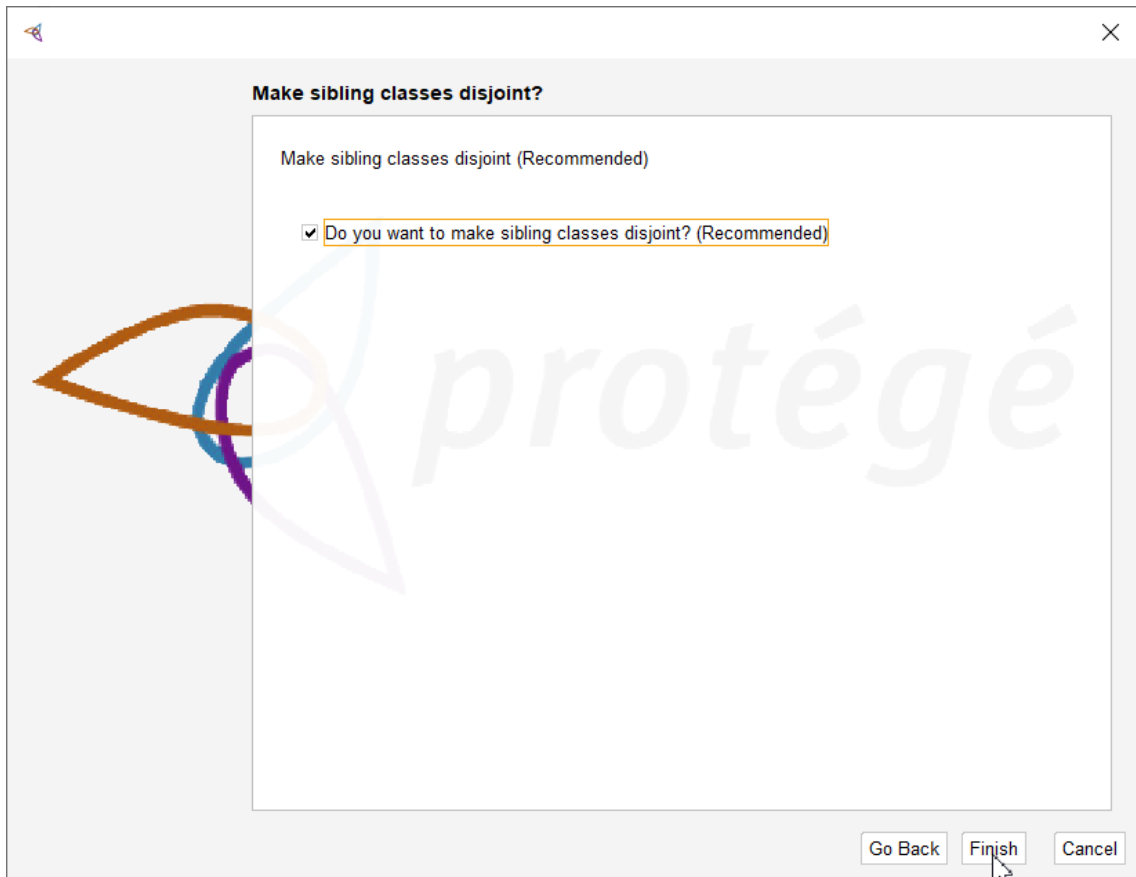 Make sibling classes disjoint?
Make sibling classes disjoint (Recommended)
Do you want to make sibling classes disjoint? (Recommended)
protégé
Go Back Finish Cancel